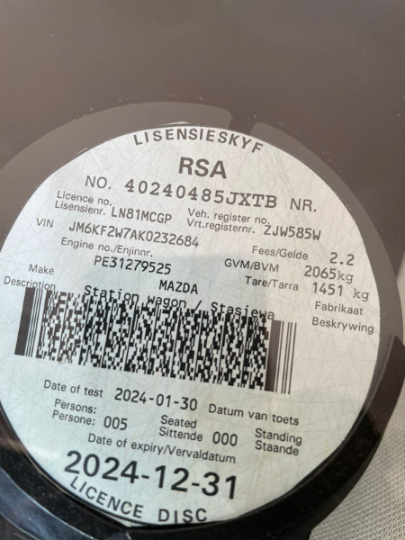 LISENSIESKYF
RSA
NO. 40240485JXTB NR.
Licence no. Veh. register no.
Lisensienr. LN81MCGP Vrt.registernr. ZJW585W
VIN JM6KF2W7AK0232684 Fees/Gelde 2.2
Engine no./Enjinnr. GVM/BVM 2065kg
PE31279525 Tare/Tarra 1451 kg
Make MAZDA Fabrikaat
Description Station wagon / Stasiewa Beskrywing
Date of test 2024-01-30 Datum van toets
Persons: Seated Standing
Persone: 005 Sittende 000 Staande
Date of expiry/Vervaldatum
2024-12-31
LICENCE DISC